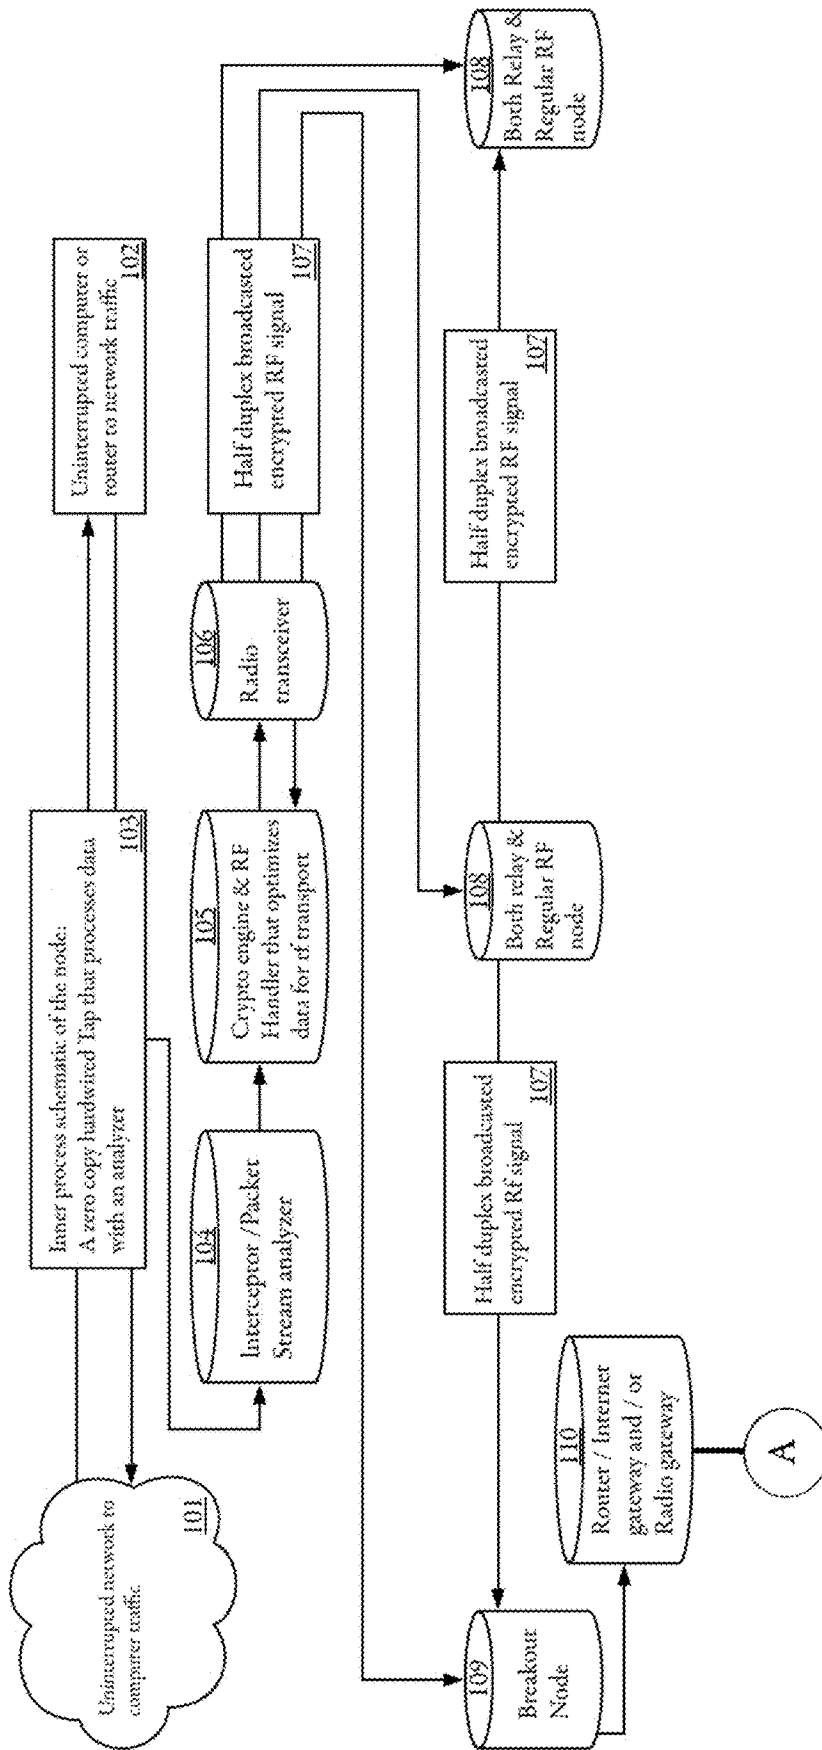 Uninterrupted network to
computer traffic
101
Inner process schematic of the node:
A zero copy hardwired Tap that processes data
with an analyzer
103
Uninterrupted computer or
router to network traffic
102
104
Interceptor /Packet
Stream analyzer
105
Crypto engine & RF
Handler that optimizes
data for rf transport
106
Radio
transceiver
Half duplex broadcasted
encrypted RF signal
107
109
Breakout
Node
Half duplex broadcasted
encrypted Rf signal
107
108
Both relay &
Regular RF
node
Half duplex broadcasted
encrypted RF signal
107
108
Both Relay &
Regular RF
node
110
Router / Internet
gateway and / or
Radio gateway
A